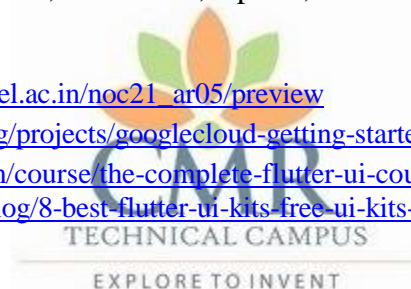 el.ac.in/noc21_ar05/preview
g/projects/googlecloud-getting-starte
n/course/the-complete-flutter-ui-cou
log/8-best-flutter-ui-kits-free-ui-kits-
CMR
TECHNICAL CAMPUS
EXPLORE TO INVENT